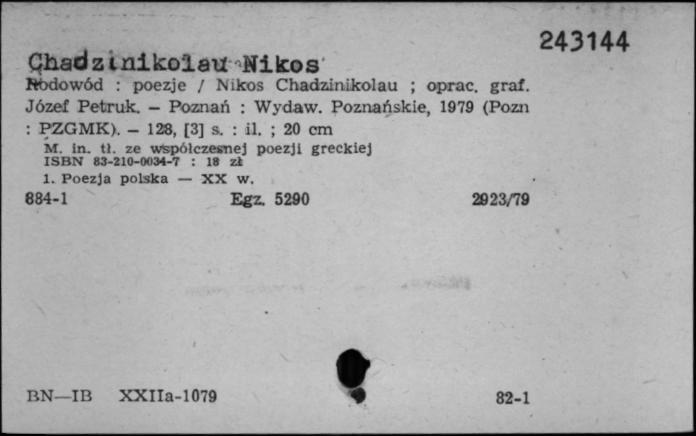 243144
Chadzinikolau Nikos
Rodowód : poezje / Nikos Chadzinikolau ; oprac. graf.
Józef Petruk. — Poznań : Wydaw. Poznańskie, 1979 (Pozn
: PZGMK). — 128, [3] s. : il. ; 20 cm
M. in. tł. ze współczesnej poezji greckiej
ISBN 83-210-0034-7 : 18 zł
1. Poezja polska — XX w.
884-1 Egz. 5290 2923/79
BN—IB XXIIa-1079 82-1